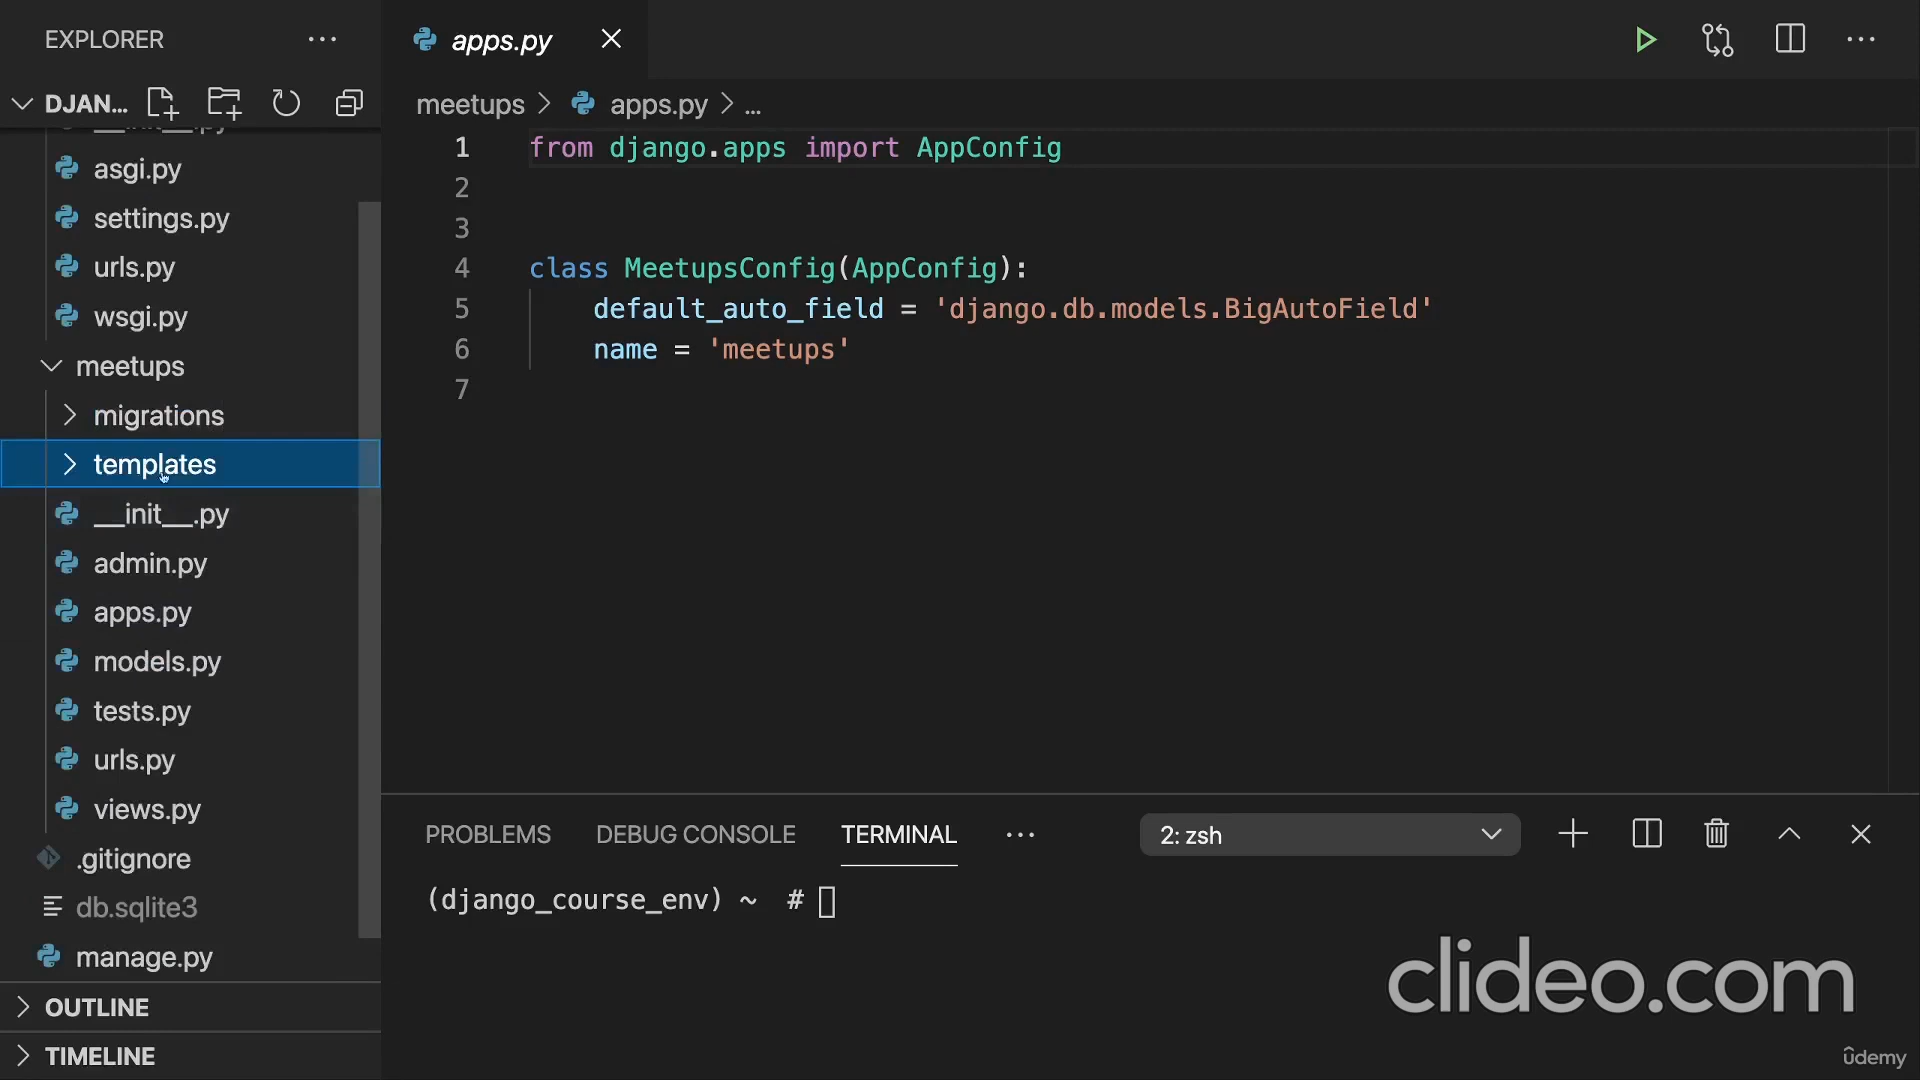 EXPLORER
DJAN...
__init__.py
asgi.py
settings.py
urls.py
wsgi.py
meetups
migrations
templates
__init__.py
admin.py
apps.py
models.py
tests.py
urls.py
views.py
.gitignore
db.sqlite3
manage.py
OUTLINE
TIMELINE
apps.py
meetups > apps.py > ...
1 from django.apps import AppConfig
2
3
4 class MeetupsConfig(AppConfig):
5 default_auto_field = 'django.db.models.BigAutoField'
6 name = 'meetups'
7
PROBLEMS DEBUG CONSOLE TERMINAL ... 2: zsh
(django_course_env) ~ #
clideo.com
ûdemy